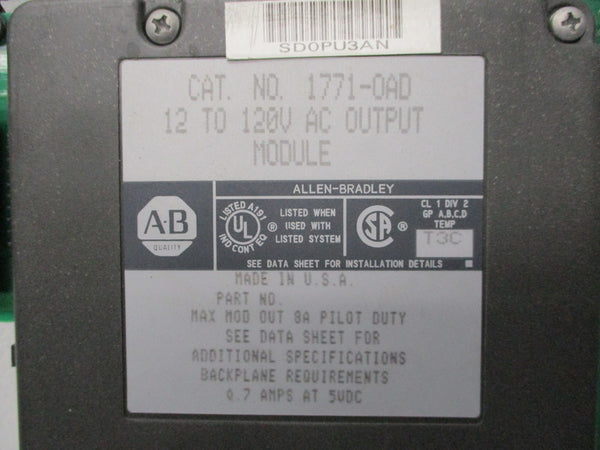 SD0PU3AN
CAT. NO. 1771-OAD
12 TO 120V AC OUTPUT
MODULE
ALLEN-BRADLEY
A·B
QUALITY
LISTED A191
UL
IND CONT EQ
®
LISTED WHEN
USED WITH
LISTED SYSTEM
SA
®
CL 1 DIV 2
GP A,B,C,D
TEMP
T3C
SEE DATA SHEET FOR INSTALLATION DETAILS
MADE IN U.S.A.
PART NO.
MAX MOD OUT 8A PILOT DUTY
SEE DATA SHEET FOR
ADDITIONAL SPECIFICATIONS
BACKPLANE REQUIREMENTS
0.7 AMPS AT 5VDC